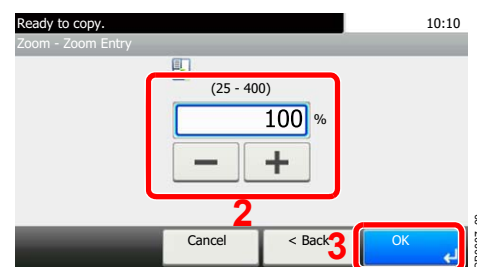 Ready to copy.
10:10
Zoom - Zoom Entry
(25 - 400)
100 %
2
Cancel
< Back
3
OK